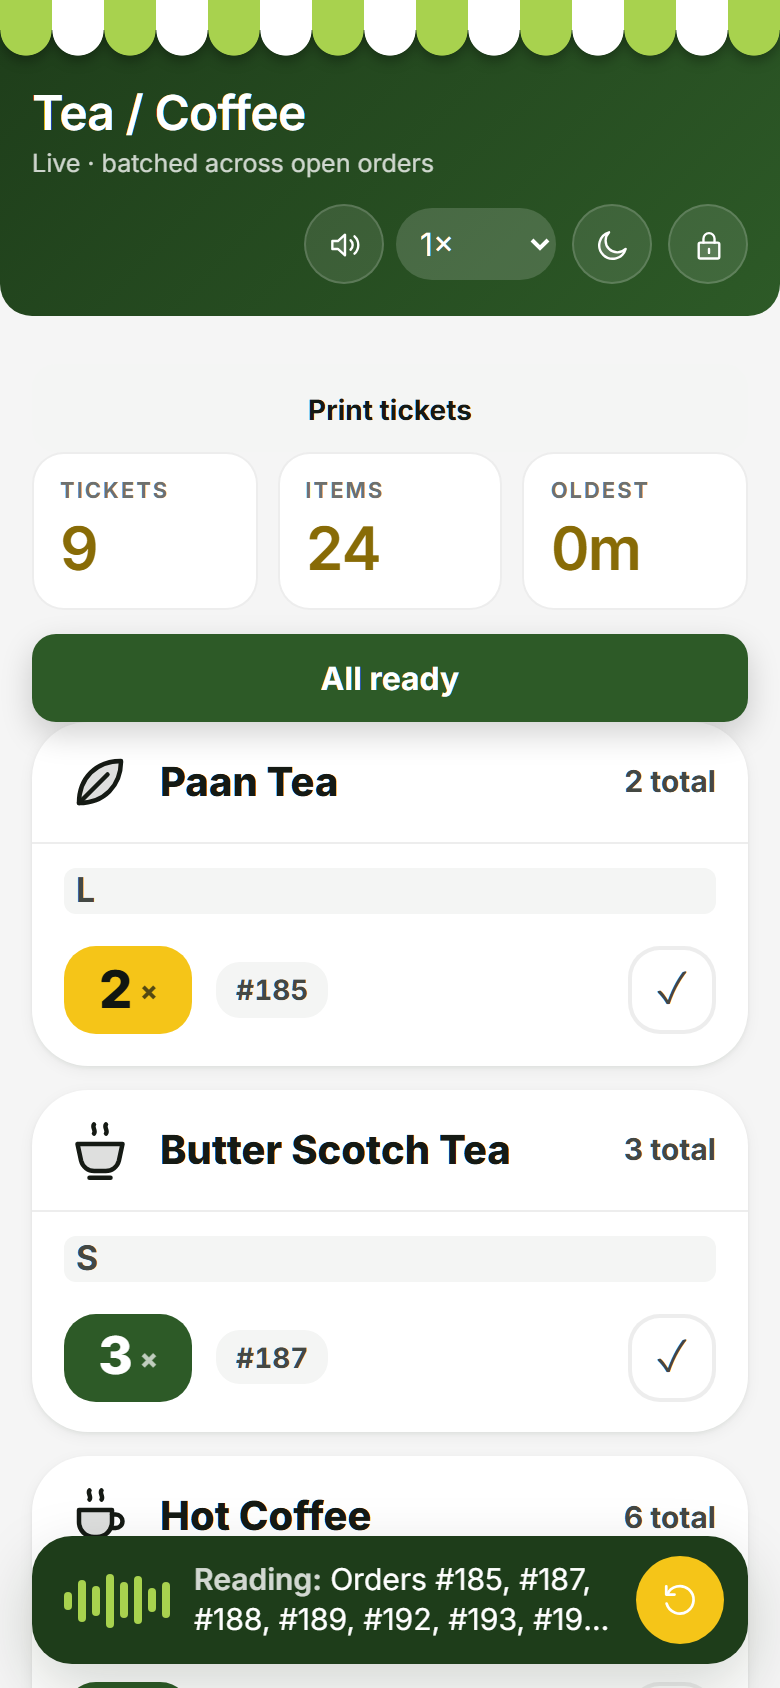 Tea / Coffee
Live · batched across open orders
1×
Print tickets
TICKETS
9
ITEMS
24
OLDEST
0m
All ready
Paan Tea
2 total
L
2 ×
#185
✓
Butter Scotch Tea
3 total
S
3 ×
#187
✓
Hot Coffee
6 total
Reading: Orders #185, #187,
#188, #189, #192, #193, #19...